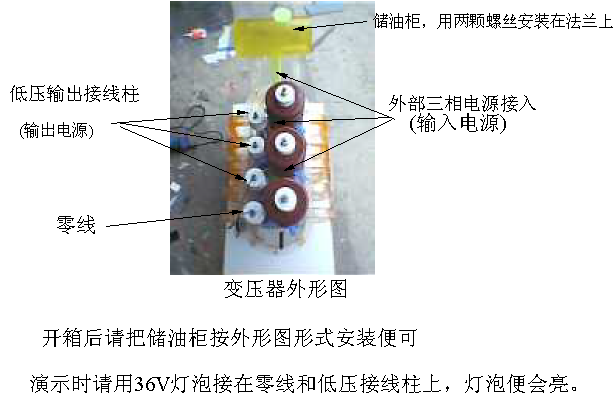 储油柜，用两颗螺丝安装在法兰上
低压输出接线柱
(输出电源)
外部三相电源接入
(输入电源)
零线
变压器外形图
开箱后请把储油柜按外形图形式安装便可
演示时请用36V灯泡接在零线和低压接线柱上，灯泡便会亮。